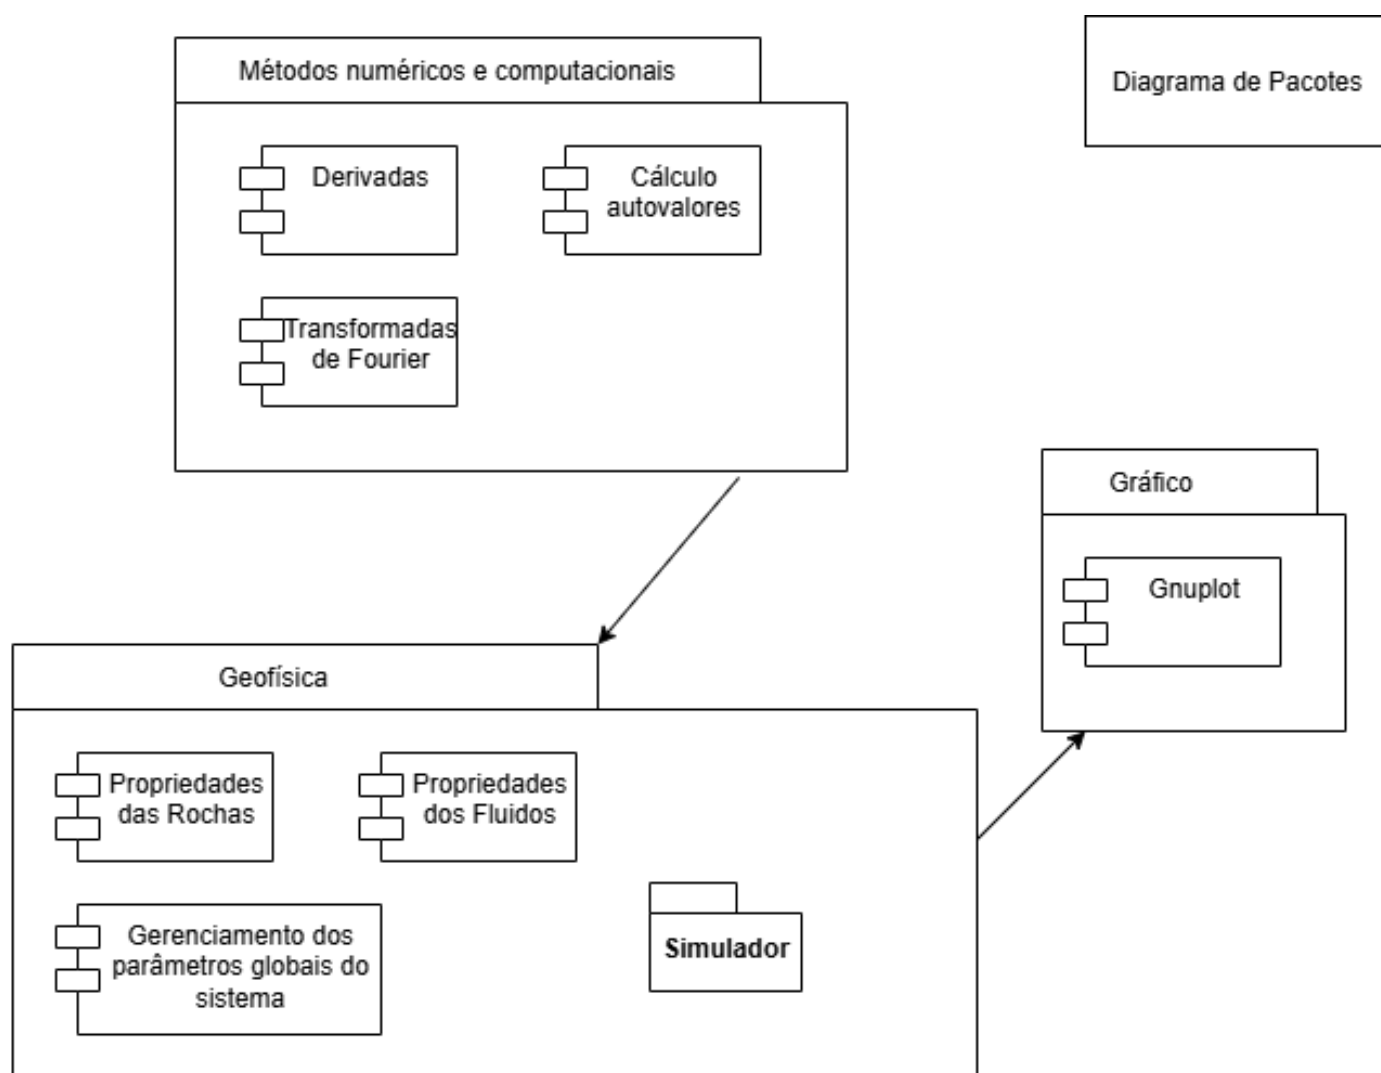 Métodos numéricos e computacionais
Diagrama de Pacotes
Derivadas
Cálculo
autovalores
Transformadas
de Fourier
Gráfico
Gnuplot
Geofísica
Propriedades
das Rochas
Propriedades
dos Fluidos
Gerenciamento dos
parâmetros globais do
sistema
Simulador